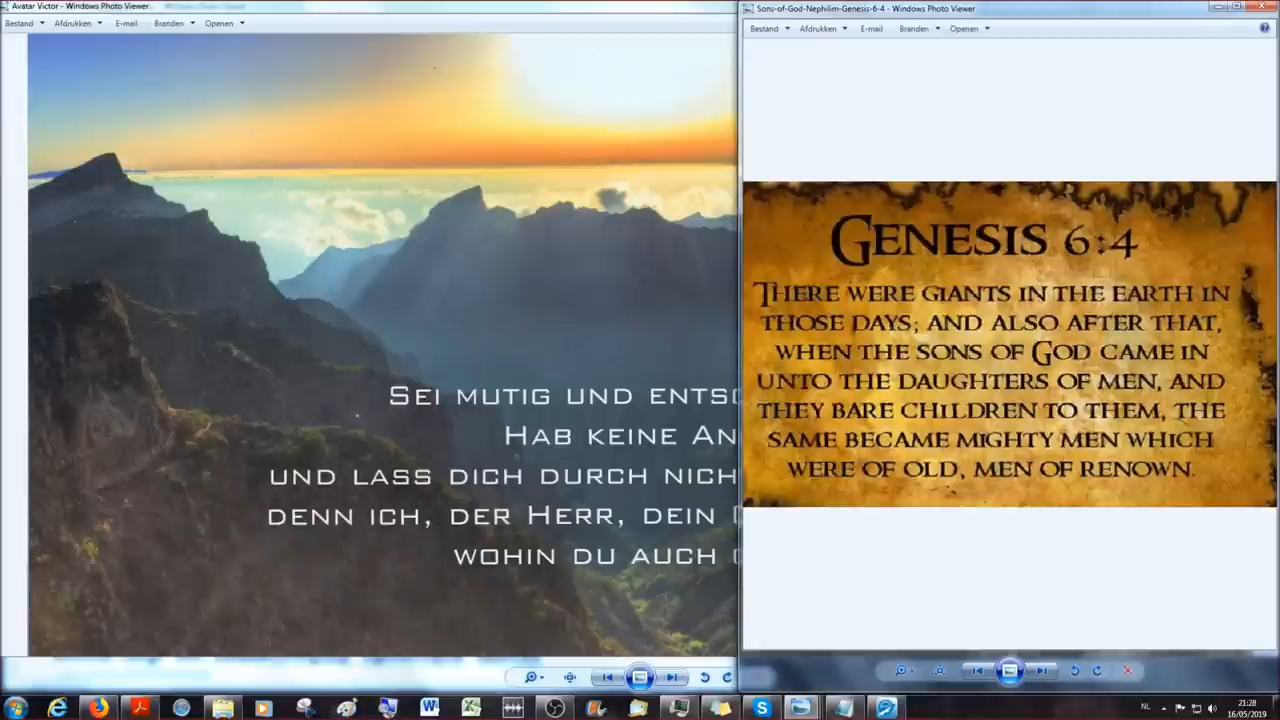 Avatar Victor - Windows Photo Viewer
Bestand Afdrukken E-mail Branden Openen
Sei mutig und
Hab keine
und lass dich durch
denn ich, der Herr, dein
wohin du auch
Sons-of-God-Nephilim-Genesis-6-4 - Windows Photo Viewer
Bestand Afdrukken E-mail Branden Openen
Genesis 6:4
There were giants in the earth in
those days; and also after that,
when the sons of God came in
unto the daughters of men, and
they bare children to them, the
same became mighty men which
were of old, men of renown.
NL
21:28
16/05/2019